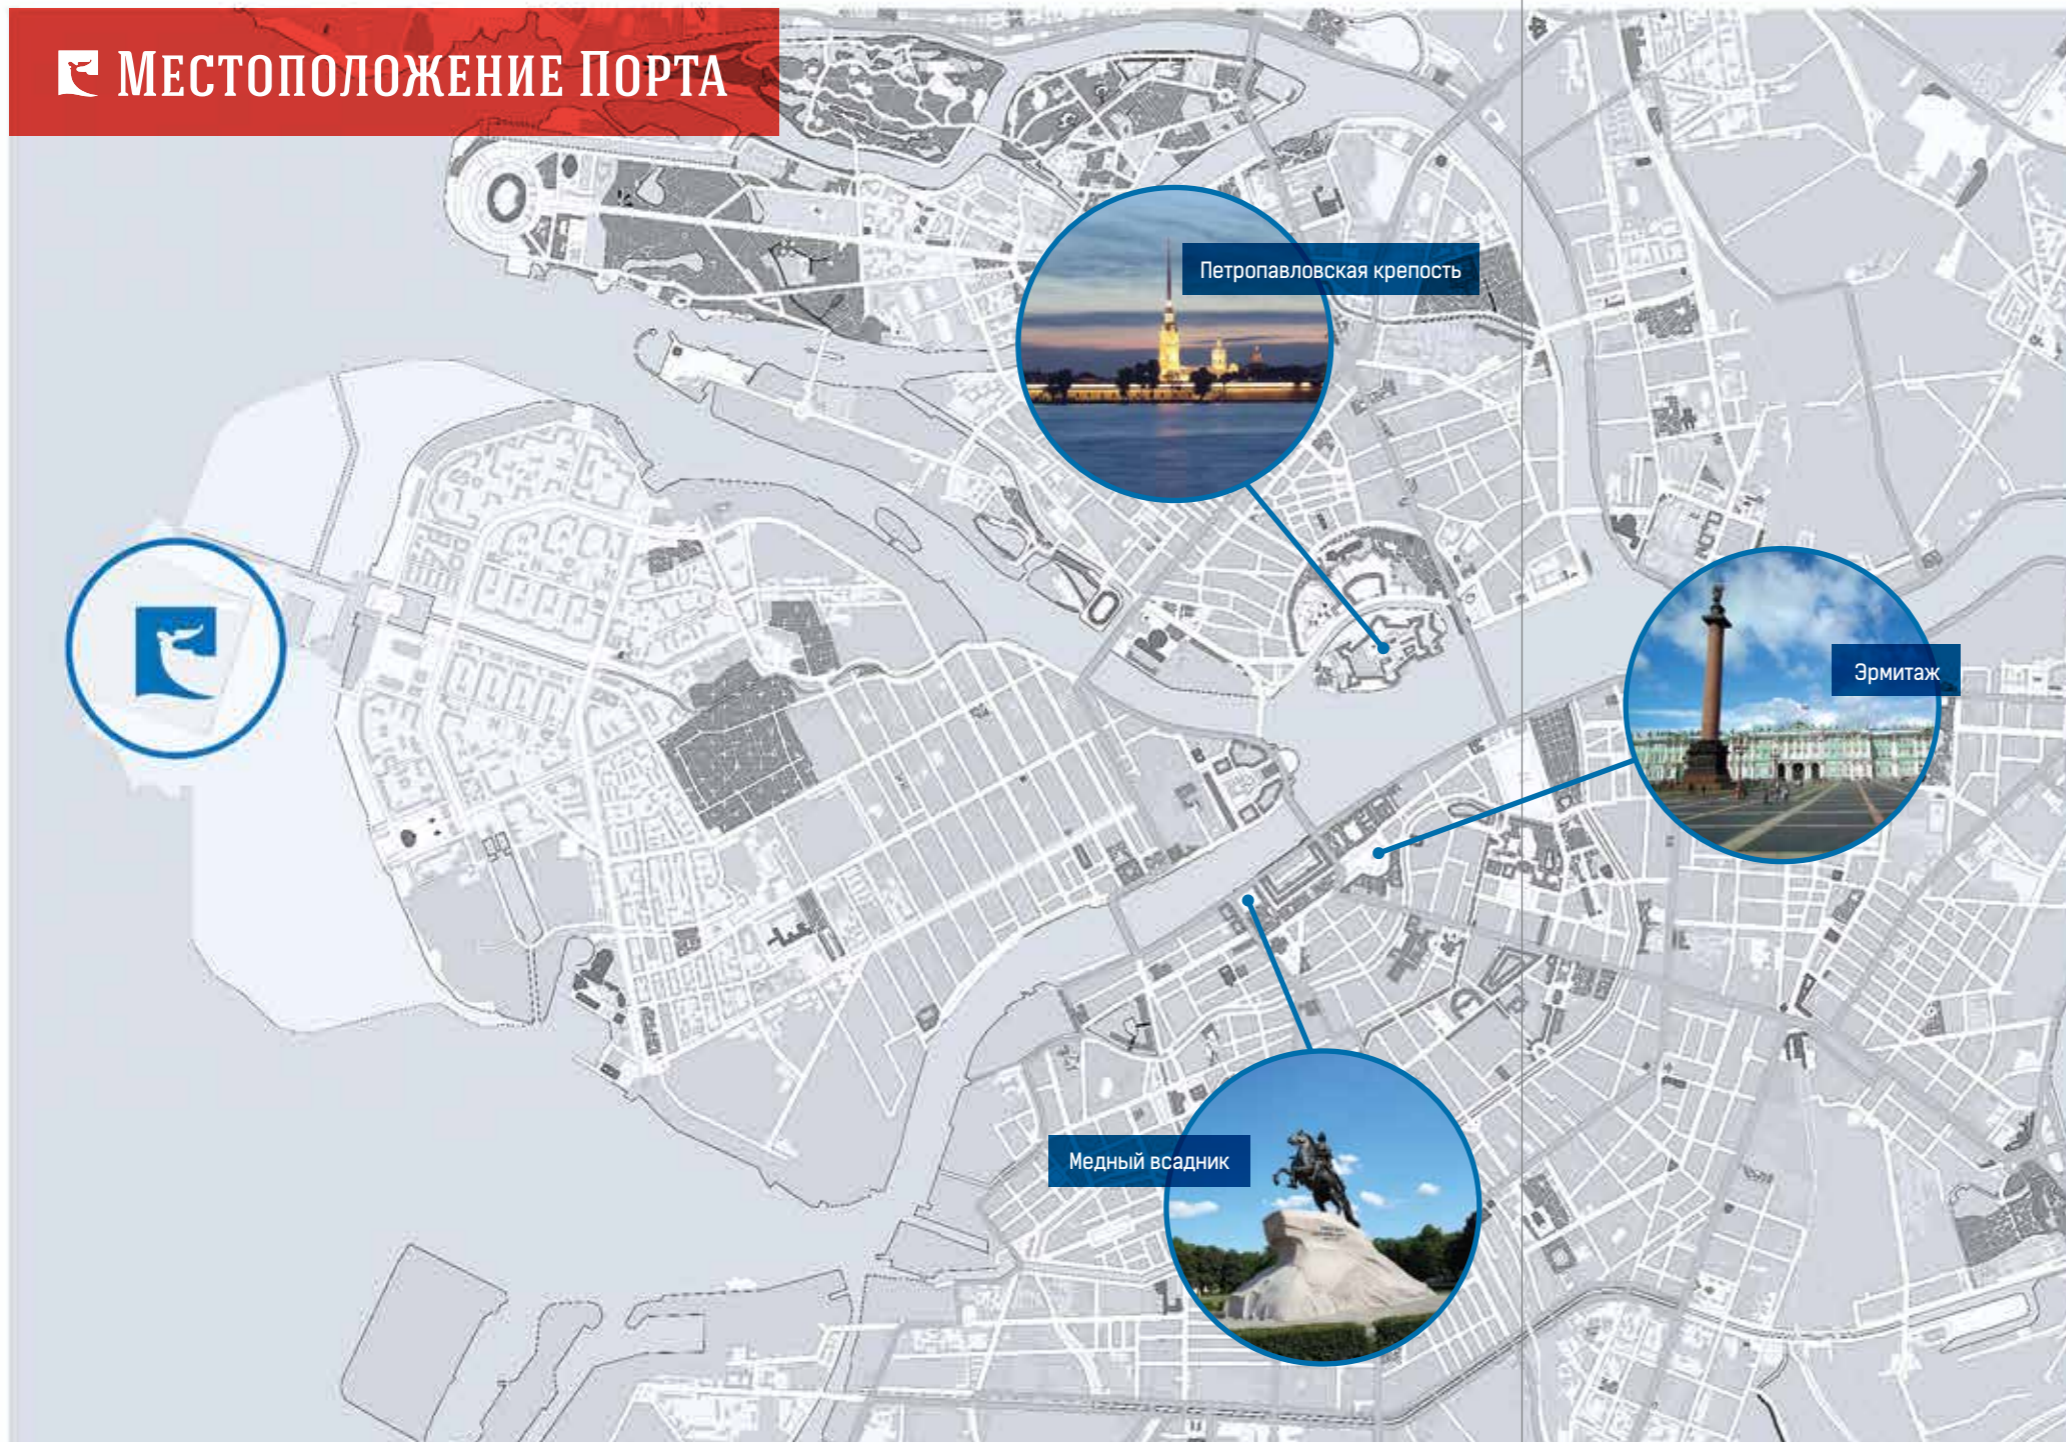 Местоположение Порта
Петропавловская крепость
Эрмитаж
Медный всадник